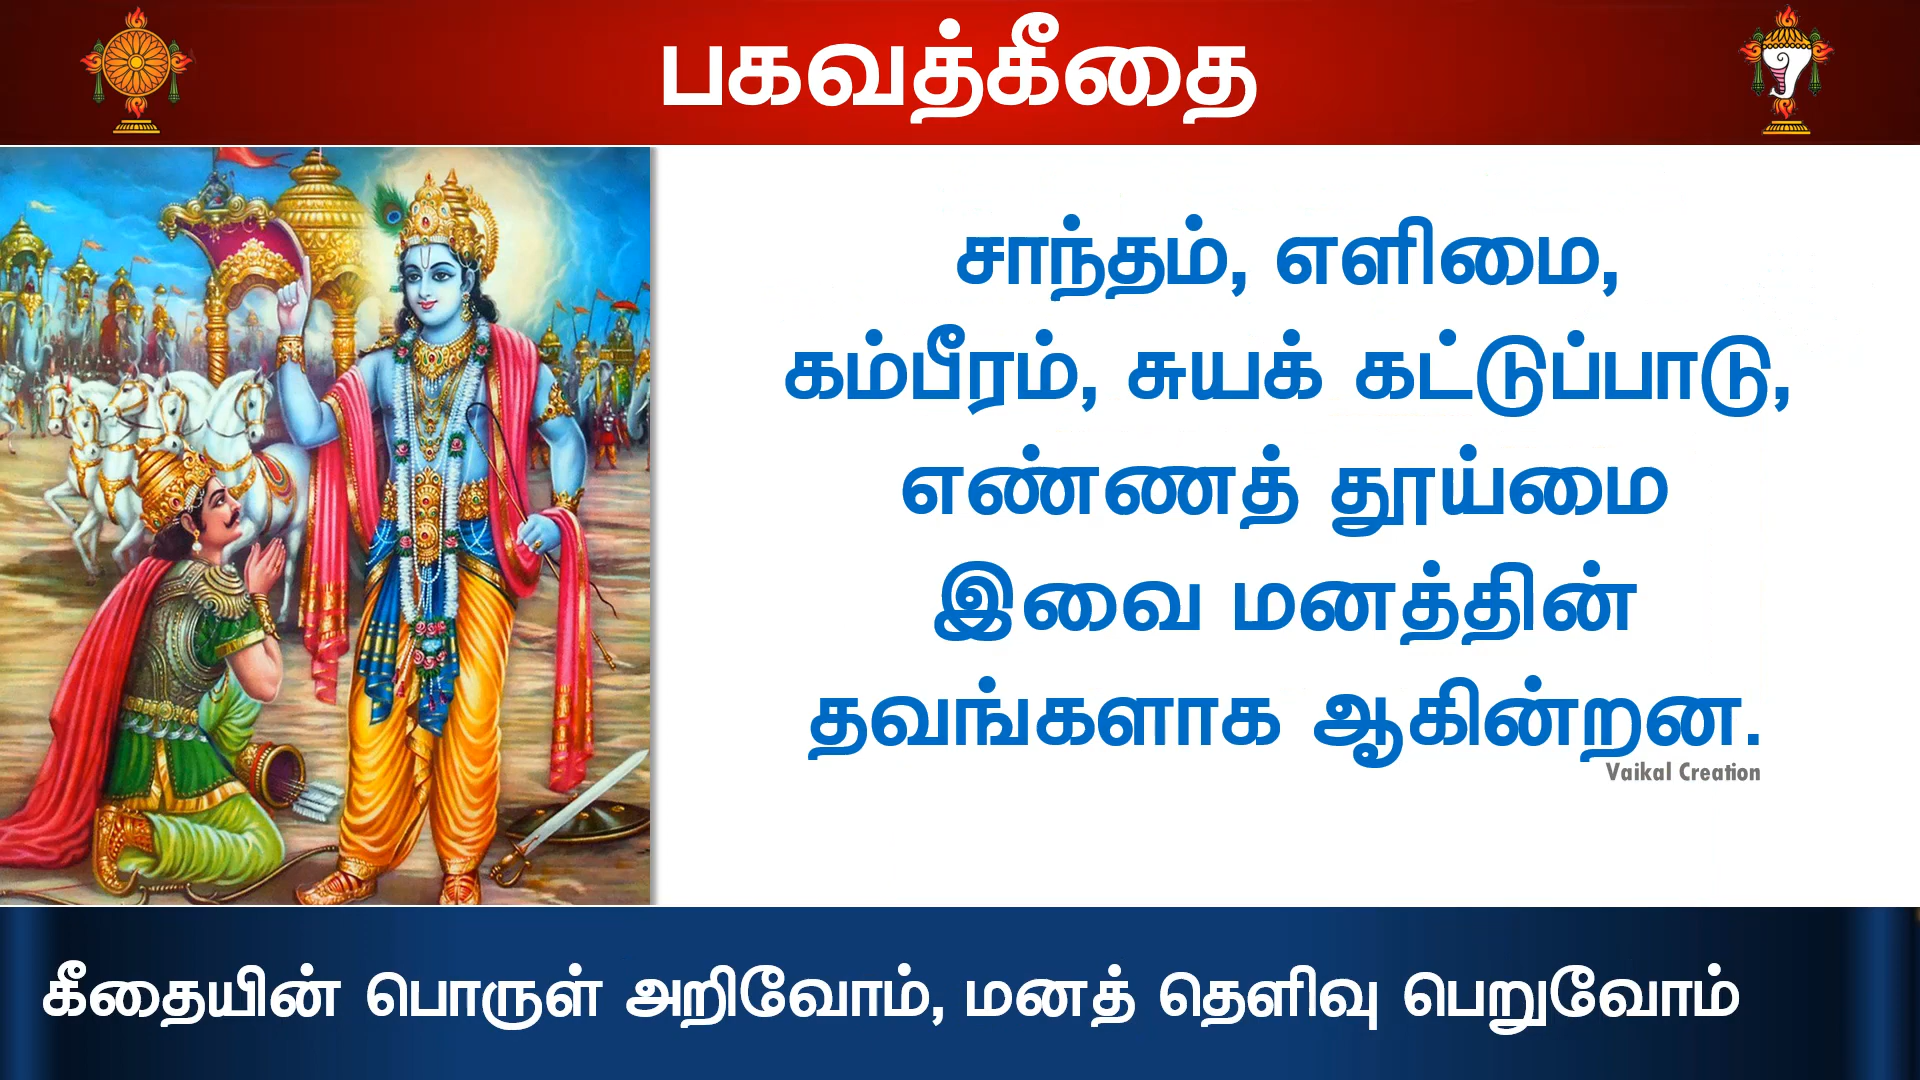 பகவத்கீதை
சாந்தம், எளிமை,
கம்பீரம், சுயக் கட்டுப்பாடு,
எண்ணத் தூய்மை
இவை மனத்தின்
தவங்களாக ஆகின்றன.
Vaikal Creation
கீதையின் பொருள் அறிவோம், மனத் தெளிவு பெறுவோம்